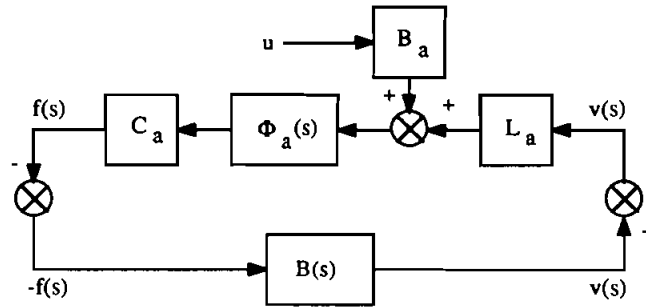 u
B a
+
+
f(s)
C a
Φ a (s)
L a
v(s)
-
-
-f(s)
B(s)
v(s)